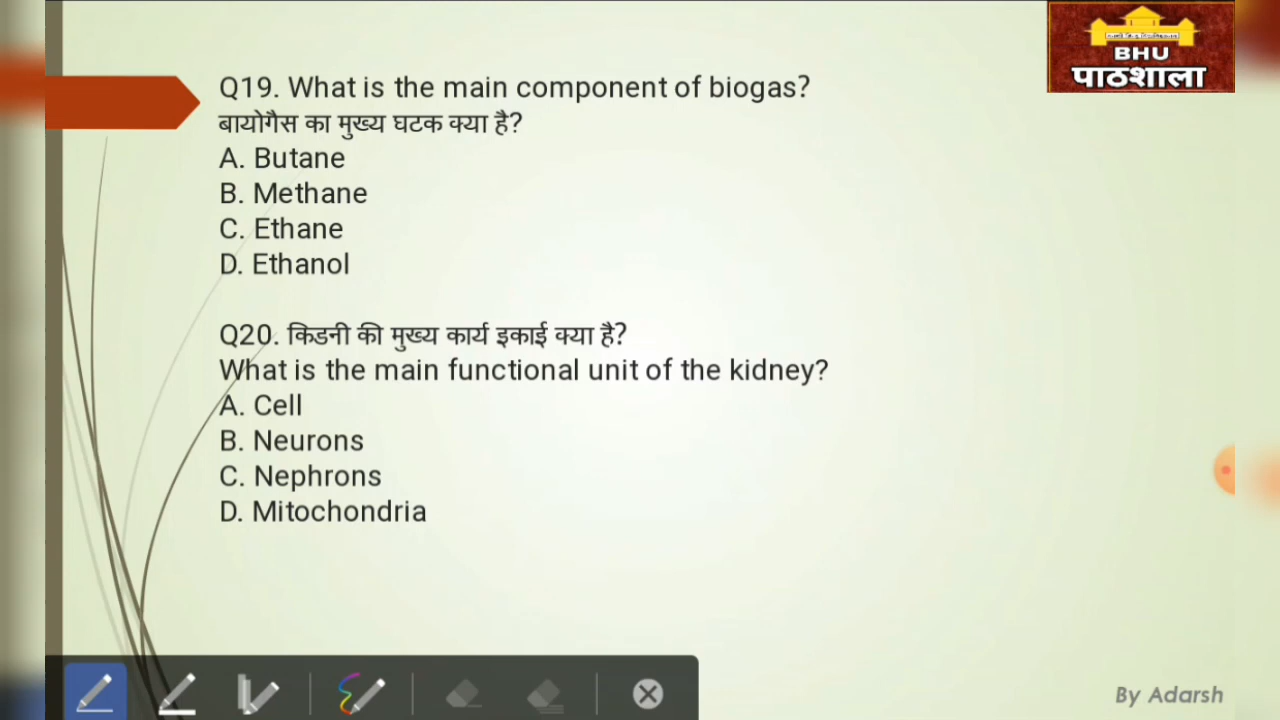 BHU
पाठशाला
Q19. What is the main component of biogas?
बायोगैस का मुख्य घटक क्या है?
A. Butane
B. Methane
C. Ethane
D. Ethanol
Q20. किडनी की मुख्य कार्य इकाई क्या है?
What is the main functional unit of the kidney?
A. Cell
B. Neurons
C. Nephrons
D. Mitochondria
By Adarsh